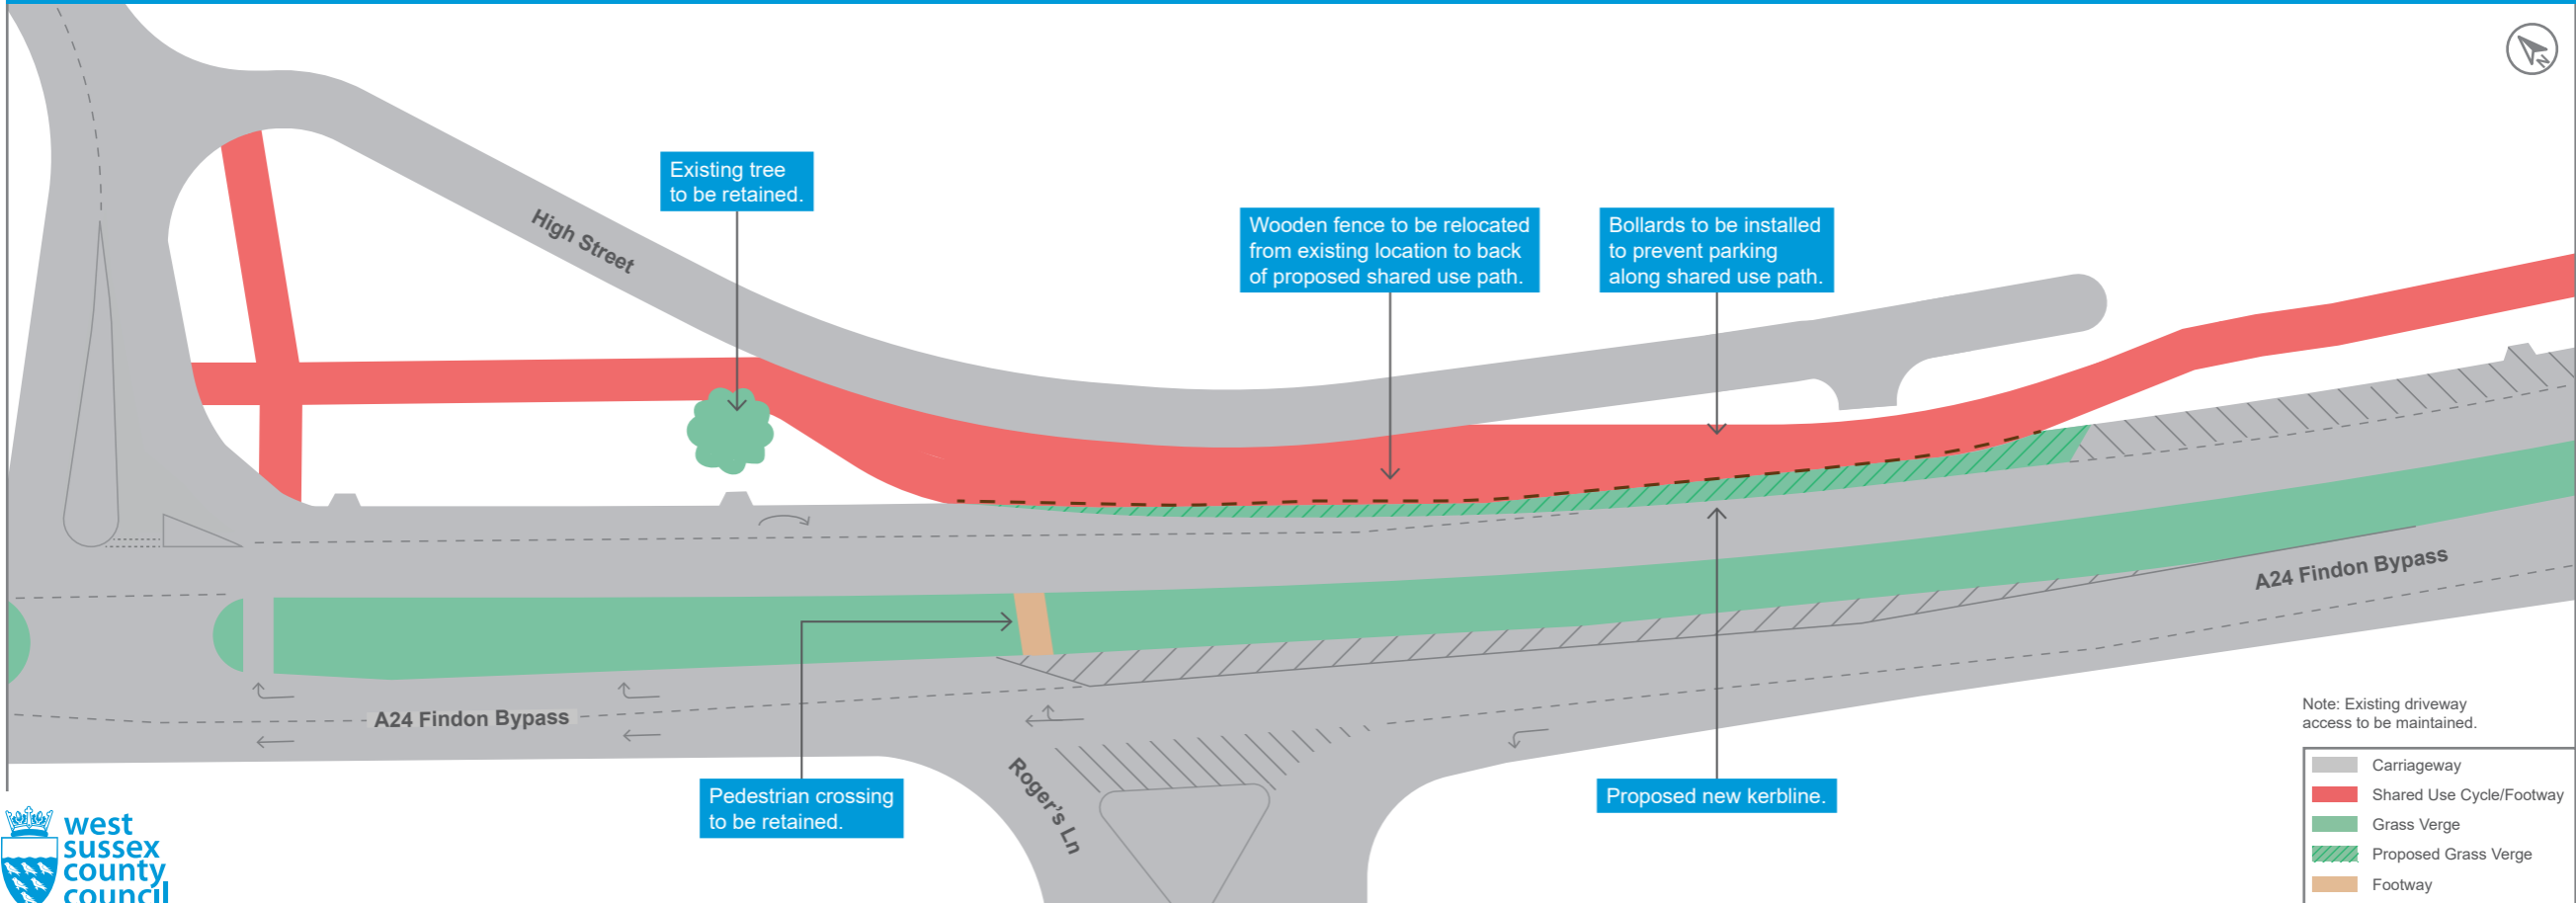 N
Existing tree
to be retained.
High Street
Wooden fence to be relocated
from existing location to back
of proposed shared use path.
Bollards to be installed
to prevent parking
along shared use path.
A24 Findon Bypass
A24 Findon Bypass
Roger's Ln
Pedestrian crossing
to be retained.
Proposed new kerbline.
Note: Existing driveway
access to be maintained.
Carriageway
Shared Use Cycle/Footway
Grass Verge
Proposed Grass Verge
Footway
west
sussex
county
council